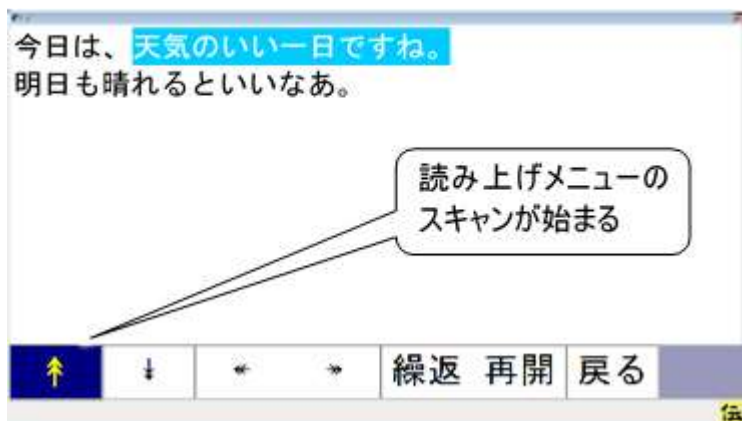 今日は、天気のいい一日ですね。
明日も晴れるといいなあ。
読み上げメニューの
スキャンが始まる
↟ ↡ ↞ ↠ 繰返 再開 戻る
伝